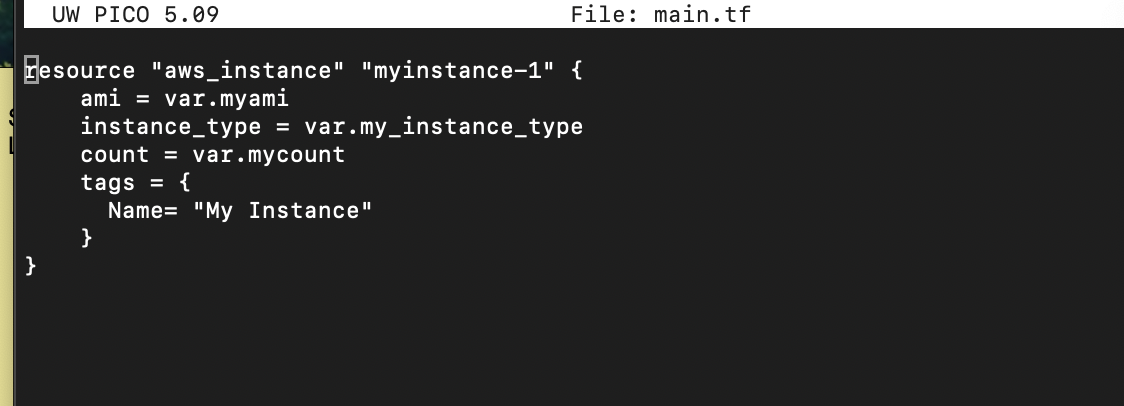 UW PICO 5.09 File: main.tf
resource "aws_instance" "myinstance-1" {
ami = var.myami
instance_type = var.my_instance_type
count = var.mycount
tags = {
Name= "My Instance"
}
}